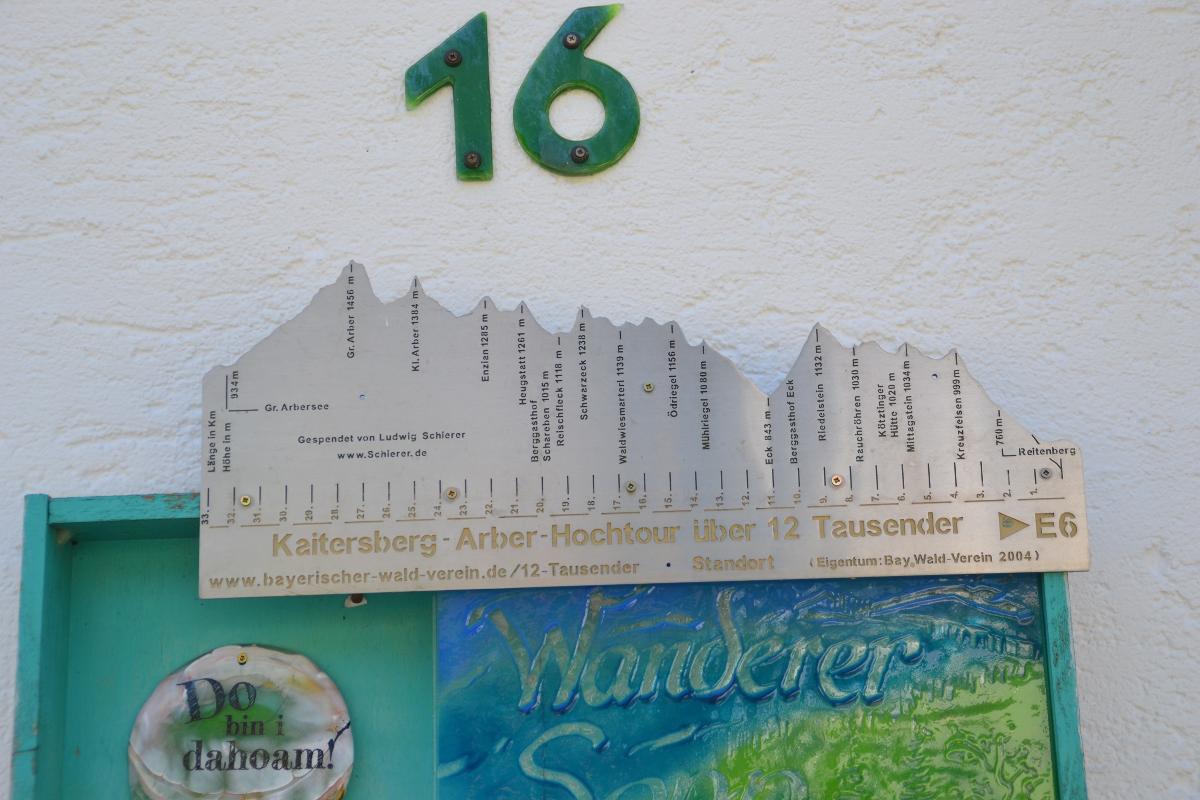 16
Länge in Km
Höhe in m
934 m
Gr. Arbersee
Gr. Arber 1456 m
Kl. Arber 1384 m
Enzian 1285 m
Heugstatt 1261 m
Berggasthof
Schareben 1015 m
Reischfleck 1118 m
Schwarzeck 1238 m
Waldwiesmarterl 1139 m
Ödriegel 1156 m
Mühlriegel 1080 m
Eck 843 m
Berggasthof Eck
Riedelstein 1132 m
Rauchröhren 1030 m
Kötztinger
Hütte 1020 m
Mittagstein 1034 m
Kreuzfelsen 999 m
760 m
Reitenberg
Gespendet von Ludwig Schierer
www.Schierer.de
33. 32. 31. 30. 29. 28. 27. 26. 25. 24. 23. 22. 21. 20. 19. 18. 17. 16. 15. 14. 13. 12. 11. 10. 9. 8. 7. 6. 5. 4. 3. 2. 1.
Kaitersberg-Arber-Hochtour über 12 Tausender E6
www.bayerischer-wald-verein.de/12-Tausender • Standort (Eigentum: Bay. Wald-Verein 2004)
Do
bin i
dahoam!
Wanderer